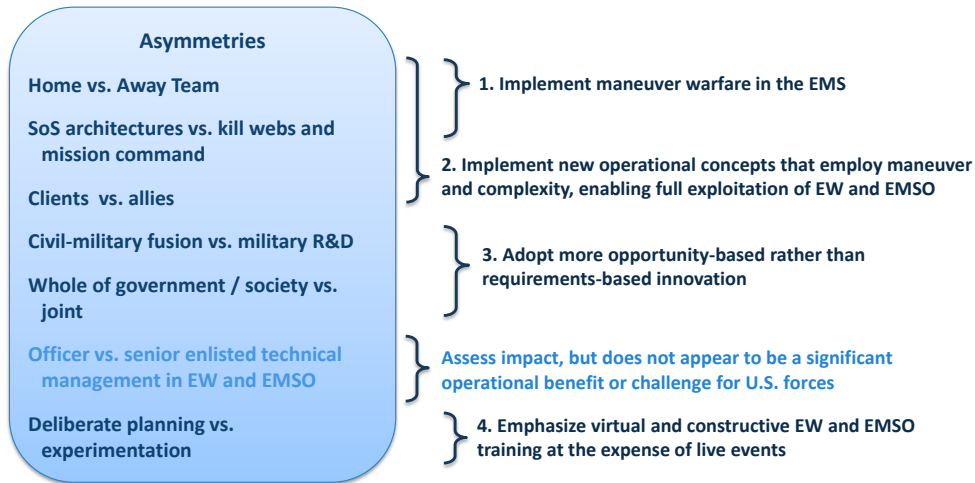 Asymmetries
Home vs. Away Team
SoS architectures vs. kill webs and
mission command
Clients vs. allies
Civil-military fusion vs. military R&D
Whole of government / society vs.
joint
Officer vs. senior enlisted technical
management in EW and EMSO
Deliberate planning vs.
experimentation
1. Implement maneuver warfare in the EMS
2. Implement new operational concepts that employ maneuver
and complexity, enabling full exploitation of EW and EMSO
3. Adopt more opportunity-based rather than
requirements-based innovation
Assess impact, but does not appear to be a significant
operational benefit or challenge for U.S. forces
4. Emphasize virtual and constructive EW and EMSO
training at the expense of live events